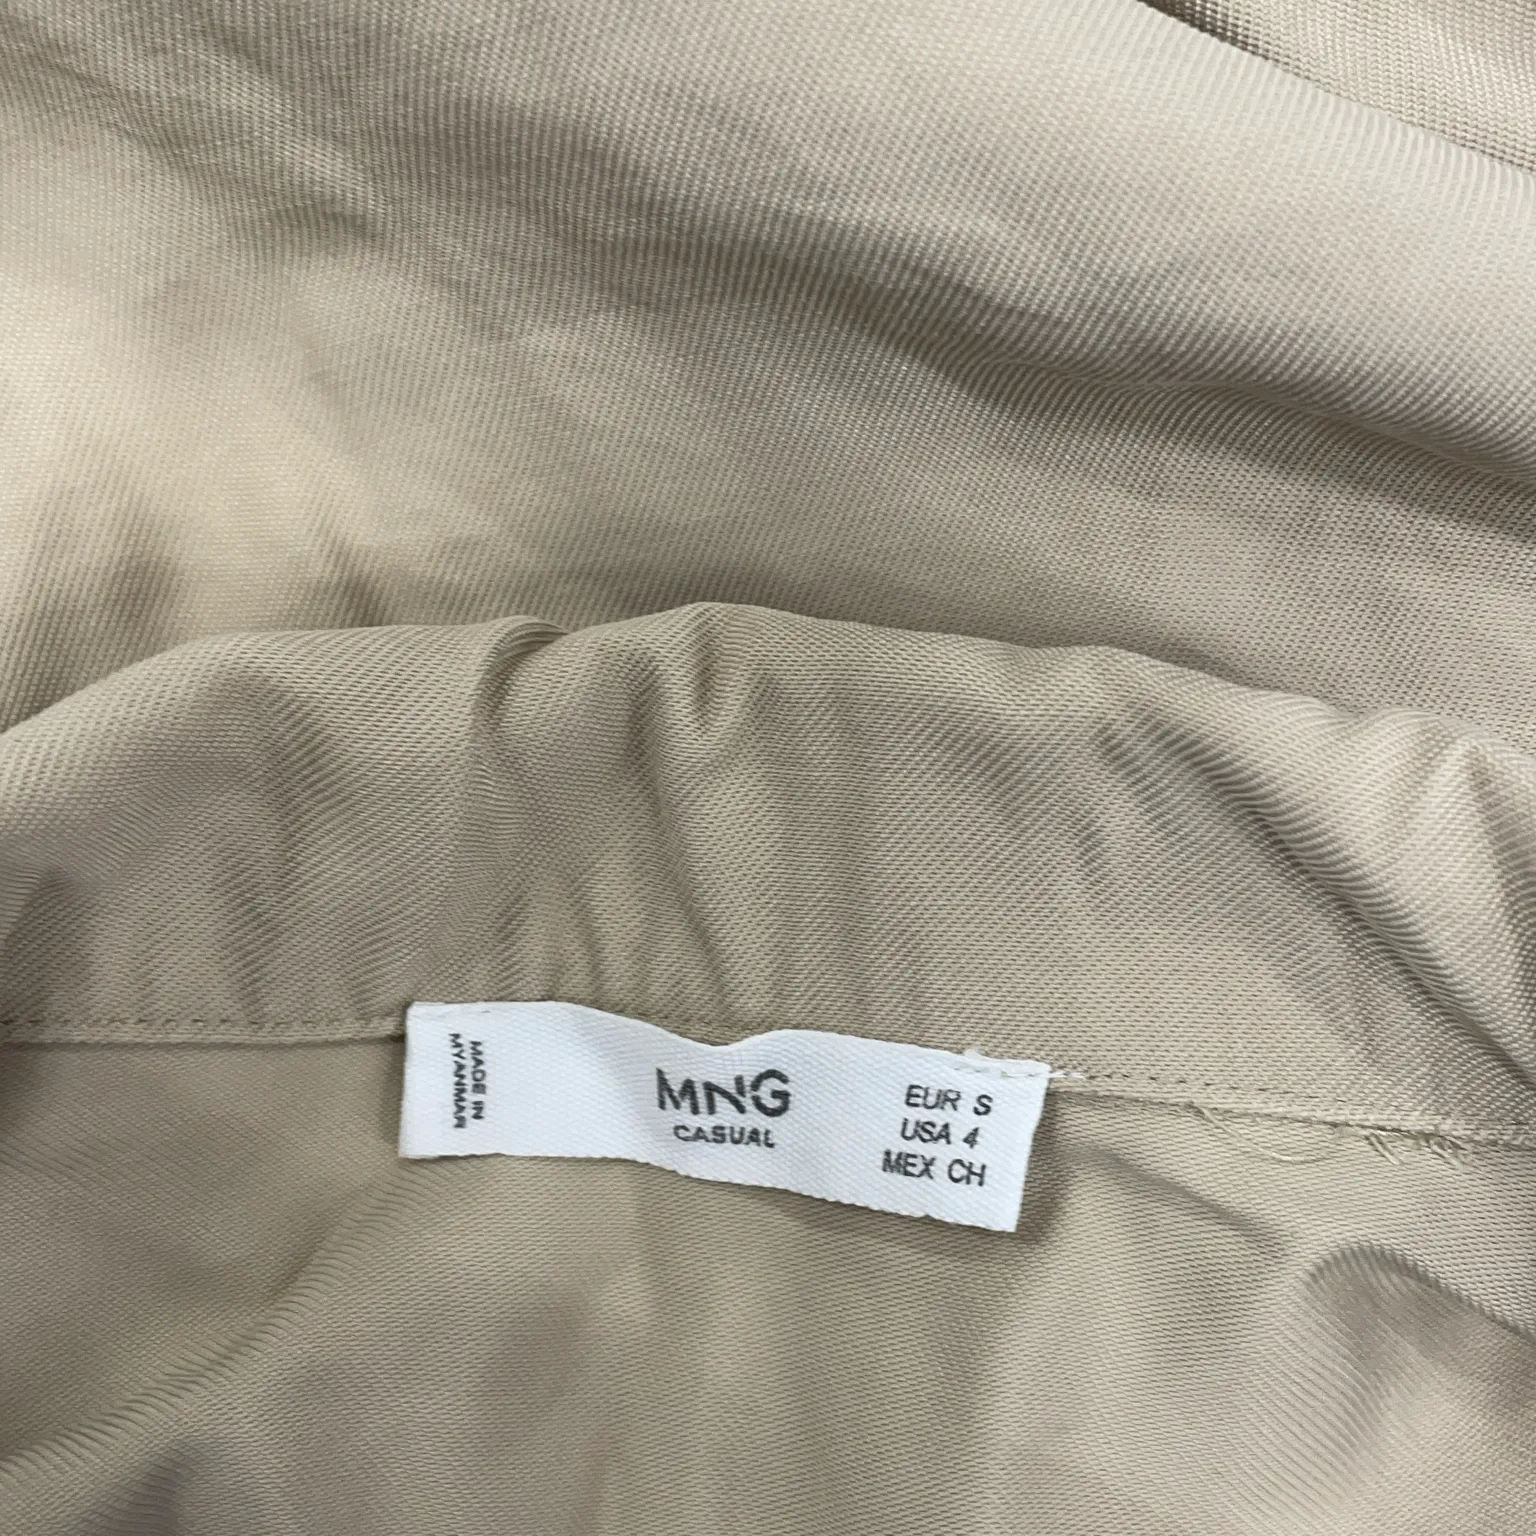 MADE IN
MYANMAR
MNG
CASUAL
EUR S
USA 4
MEX CH